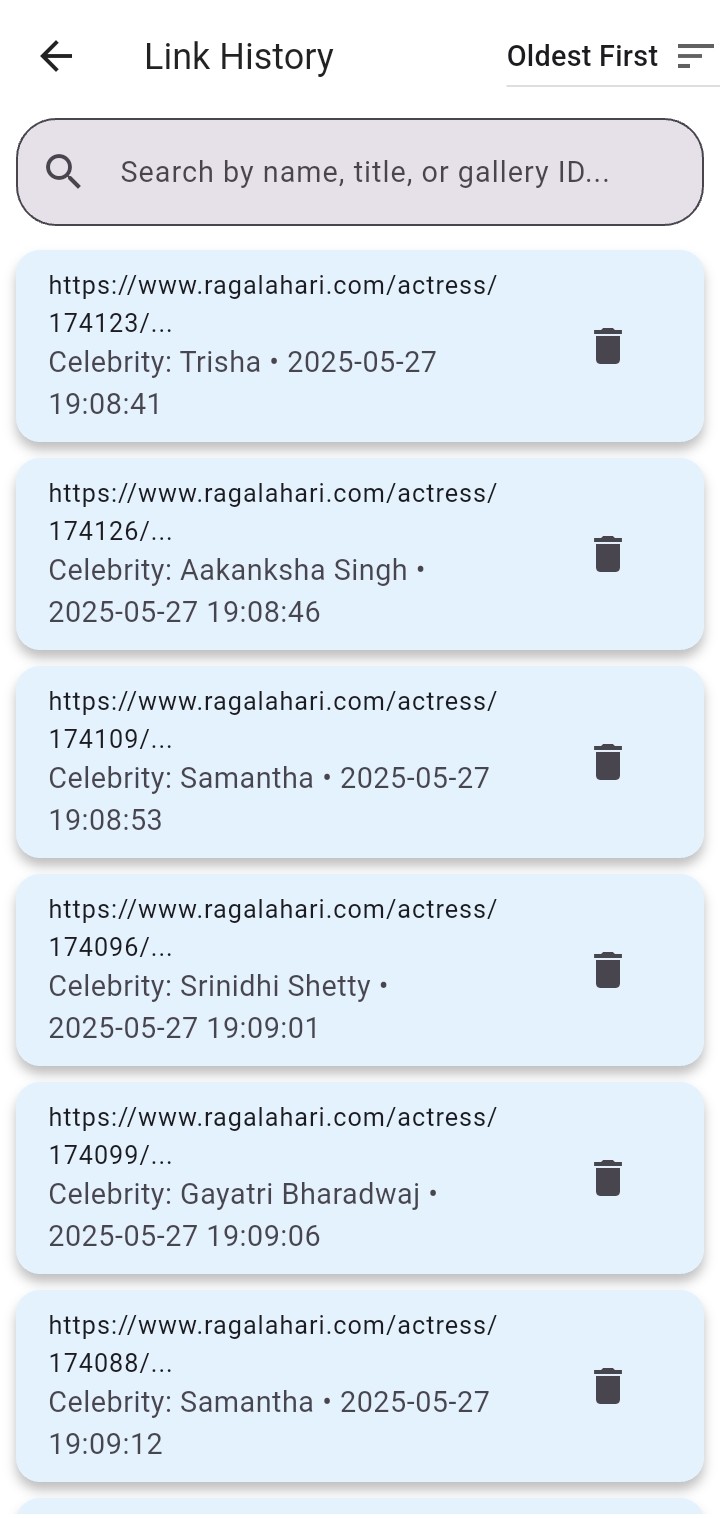 Link History
Oldest First
Search by name, title, or gallery ID...
https://www.ragalahari.com/actress/
174123/...
Celebrity: Trisha • 2025-05-27
19:08:41
https://www.ragalahari.com/actress/
174126/...
Celebrity: Aakanksha Singh •
2025-05-27 19:08:46
https://www.ragalahari.com/actress/
174109/...
Celebrity: Samantha • 2025-05-27
19:08:53
https://www.ragalahari.com/actress/
174096/...
Celebrity: Srinidhi Shetty •
2025-05-27 19:09:01
https://www.ragalahari.com/actress/
174099/...
Celebrity: Gayatri Bharadwaj •
2025-05-27 19:09:06
https://www.ragalahari.com/actress/
174088/...
Celebrity: Samantha • 2025-05-27
19:09:12